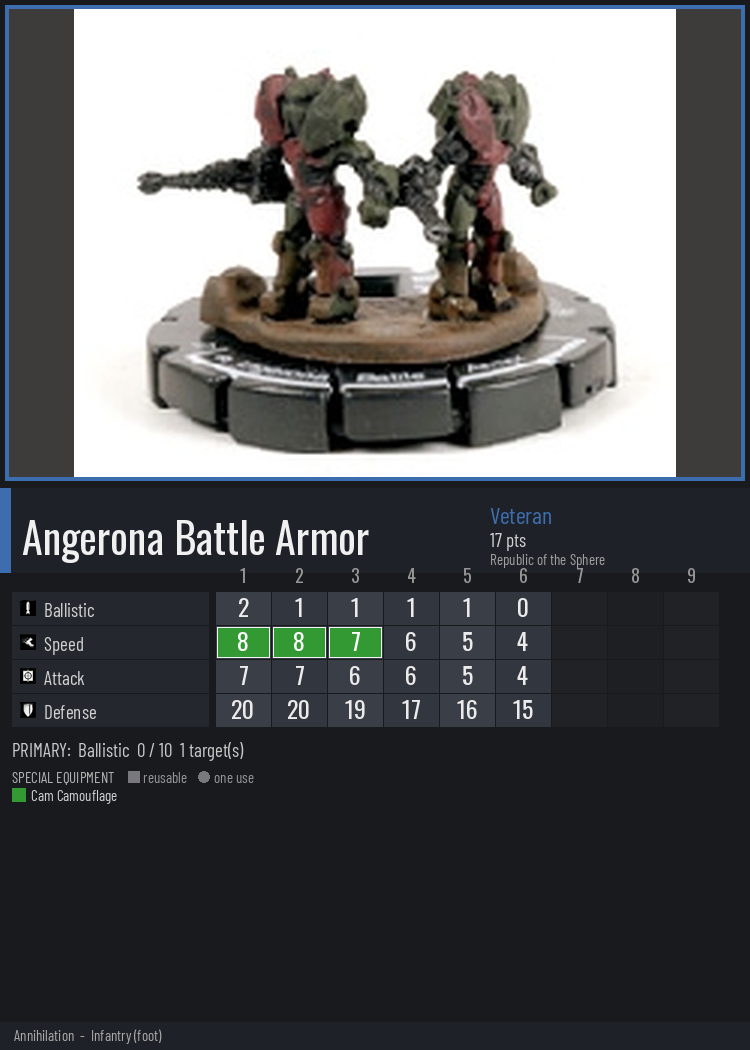 Angerona Battle Armor
Veteran
17 pts
Republic of the Sphere
1 2 3 4 5 6 7 8 9
Ballistic 2 1 1 1 1 0
Speed 8 8 7 6 5 4
Attack 7 7 6 6 5 4
Defense 20 20 19 17 16 15
PRIMARY: Ballistic 0 / 10 1 target(s)
SPECIAL EQUIPMENT reusable one use
Cam Camouflage
Annihilation - Infantry (foot)